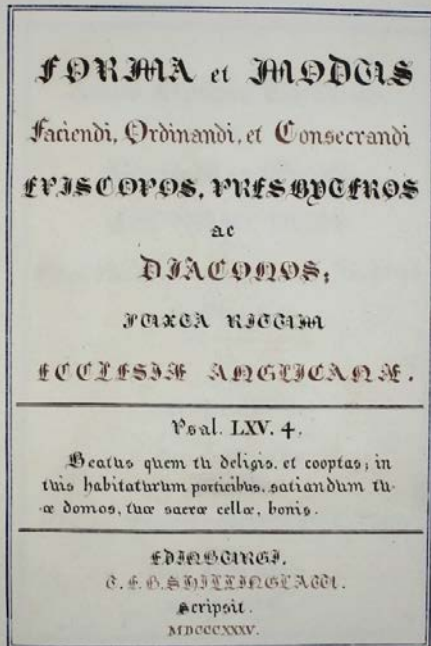 FORMA et MODUS
Faciendi, Ordinandi, et Consecrandi
EPISCOPOS, PRESBYTEROS
ac
DIACONOS;
JUXTA RITUM
ECCLESIÆ ANGLICANÆ.
Psal. LXV. 4.
Beatus quem tu deligis, et cooptas; in
tuis habitaturum porticibus, satiandum tu-
æ domos, tuæ sacræ cellæ, bonis.
EDINBURGI.
T. E. B. SHILLINGLAW.
Scripsit.
MDCCCXXXV.